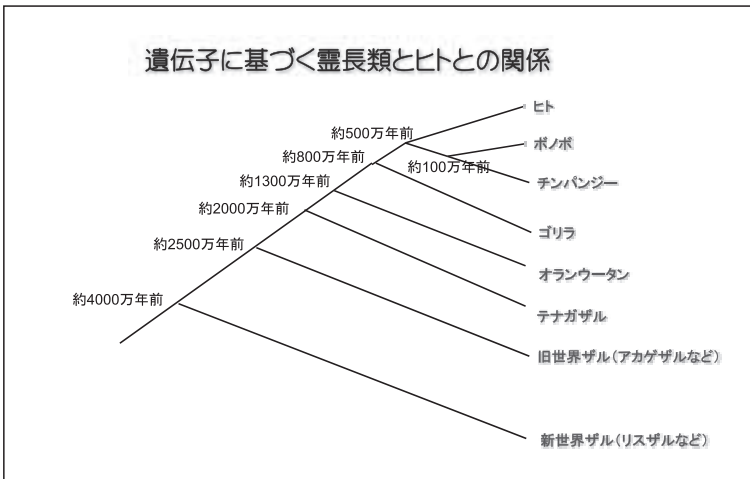 遺伝子に基づく霊長類とヒトとの関係
ヒト
約500万年前
ボノボ
約800万年前
約100万年前
チンパンジー
約1300万年前
約2000万年前
ゴリラ
約2500万年前
オランウータン
約4000万年前
テナガザル
旧世界ザル(アカゲザルなど)
新世界ザル(リスザルなど)